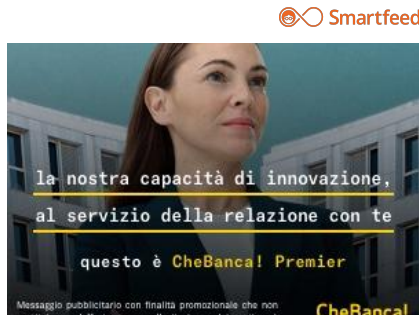 Smartfeed
la nostra capacità di innovazione,
al servizio della relazione con te
questo è CheBanca! Premier
Messaggio pubblicitario con finalità promozionale che non
CheBanca!